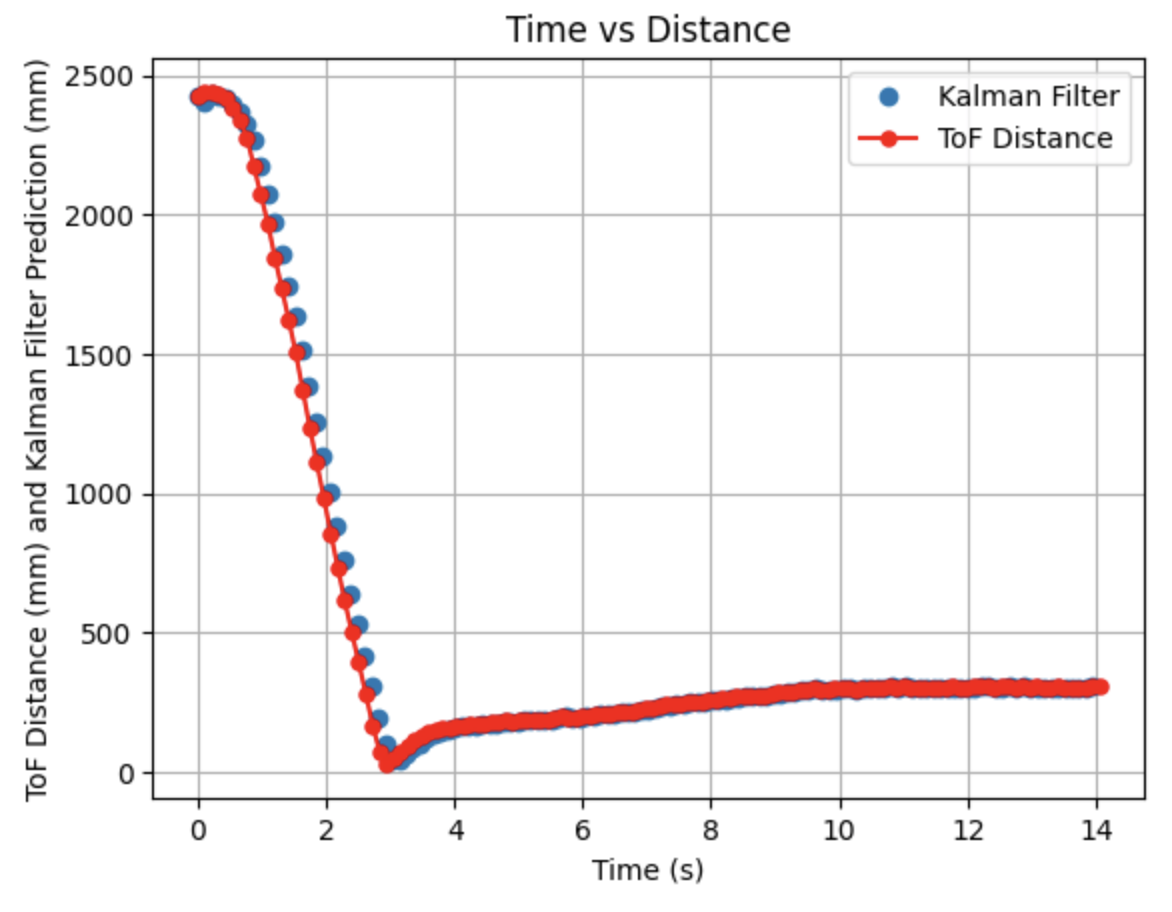 Time vs Distance
ToF Distance (mm) and Kalman Filter Prediction (mm)
2500
2000
1500
1000
500
0
Kalman Filter
ToF Distance
0 2 4 6 8 10 12 14
Time (s)